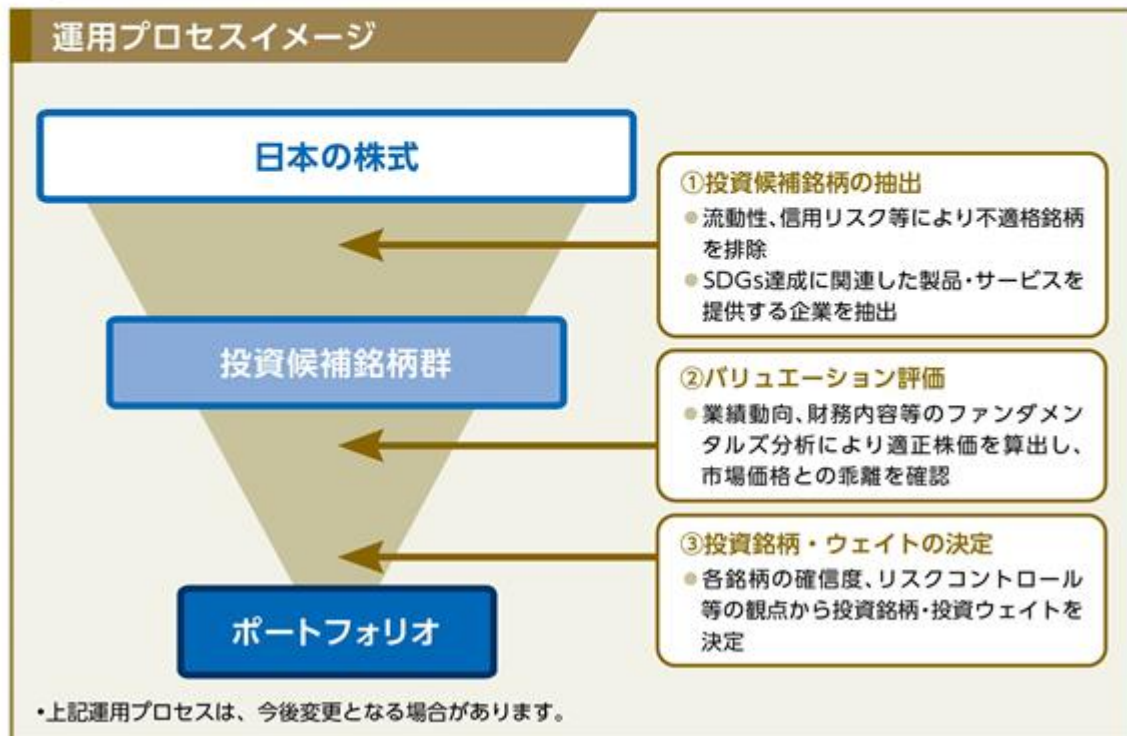 運用プロセスイメージ
日本の株式
①投資候補銘柄の抽出
●流動性、信用リスク等により不適格銘柄
を排除
●SDGs達成に関連した製品・サービスを
提供する企業を抽出
投資候補銘柄群
②バリュエーション評価
●業績動向、財務内容等のファンダメン
タルズ分析により適正株価を算出し、
市場価格との乖離を確認
③投資銘柄・ウェイトの決定
●各銘柄の確信度、リスクコントロール
等の観点から投資銘柄・投資ウェイトを
決定
ポートフォリオ
•上記運用プロセスは、今後変更となる場合があります。